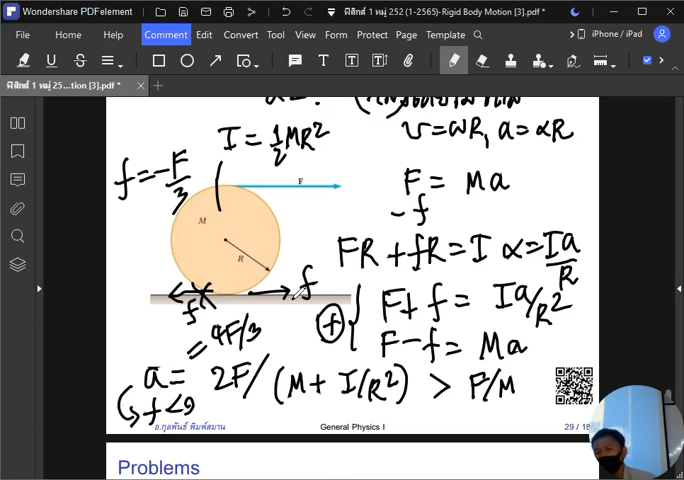 Wondershare PDFelement
ฟิสิกส์ 1 หมู่ 252 (1-2565)-Rigid Body Motion [3].pdf *
File
Comment
Edit
Convert
Tool
Protect
Form
Page
Template
iPhone / iPad
ฟิสิกส์ 1 หมู่ 25...tion [3].pdf *
v = ωR, a = αR
I = 1/2 MR²
f = -F/3
F
F = Ma
- f
M
R
FR + fR = I α = Ia/R
f
F + f = Ia/R²
f
f
F - f = Ma
= 4F/3
a = 2F/(M + I/R²) > F/M
f < 0
อ.กุลพันธ์ พิมพ์สมาน
General Physics I
29 / 18
Problems